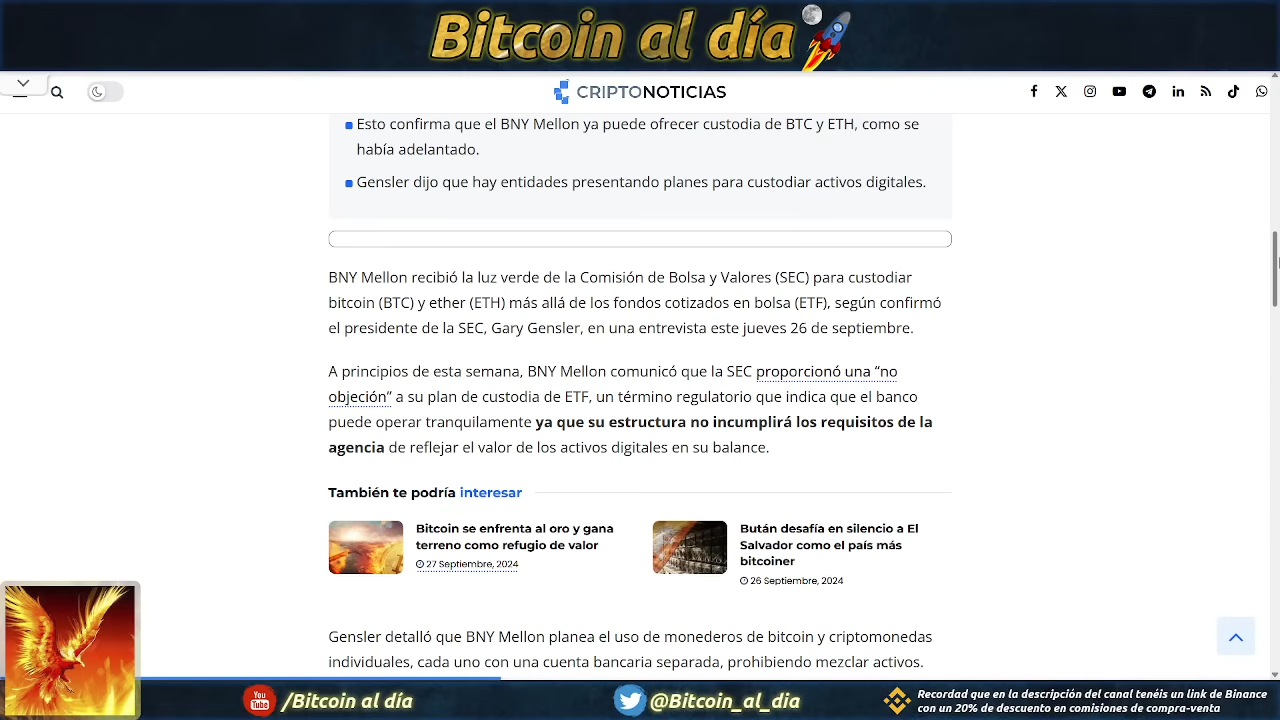 Bitcoin al día
CRIPTONOTICIAS
Esto confirma que el BNY Mellon ya puede ofrecer custodia de BTC y ETH, como se
había adelantado.
Gensler dijo que hay entidades presentando planes para custodiar activos digitales.
BNY Mellon recibió la luz verde de la Comisión de Bolsa y Valores (SEC) para custodiar
bitcoin (BTC) y ether (ETH) más allá de los fondos cotizados en bolsa (ETF), según confirmó
el presidente de la SEC, Gary Gensler, en una entrevista este jueves 26 de septiembre.
A principios de esta semana, BNY Mellon comunicó que la SEC proporcionó una “no
objeción” a su plan de custodia de ETF, un término regulatorio que indica que el banco
puede operar tranquilamente ya que su estructura no incumplirá los requisitos de la
agencia de reflejar el valor de los activos digitales en su balance.
También te podría interesar
Bitcoin se enfrenta al oro y gana
terreno como refugio de valor
27 Septiembre, 2024
Bután desafía en silencio a El
Salvador como el país más
bitcoiner
26 Septiembre, 2024
Gensler detalló que BNY Mellon planea el uso de monederos de bitcoin y criptomonedas
individuales, cada uno con una cuenta bancaria separada, prohibiendo mezclar activos.
You
Tube
/Bitcoin al día
@Bitcoin_al_dia
Recordad que en la descripción del canal tenéis un link de Binance
con un 20% de descuento en comisiones de compra-venta